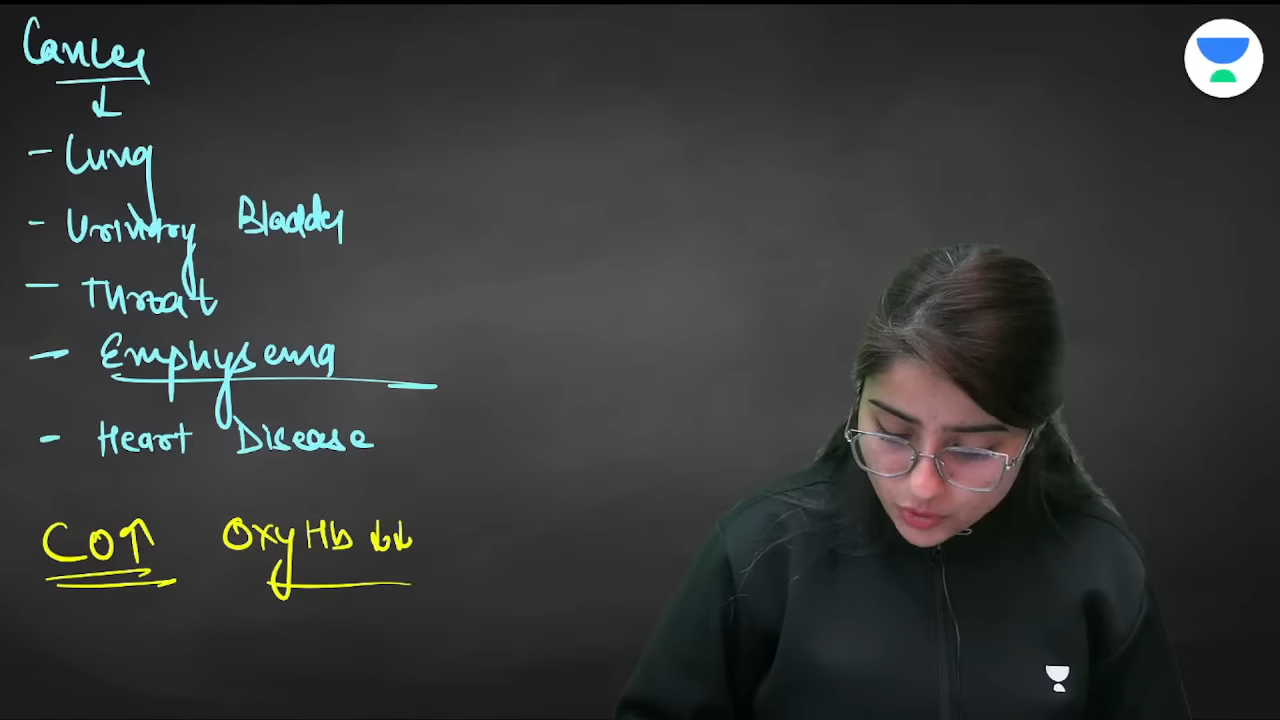 Cancer
↓
- Lung
- Urinary Bladder
- Throat
- Emphysema
- Heart Disease
CO↑ OxyHb ↓↓